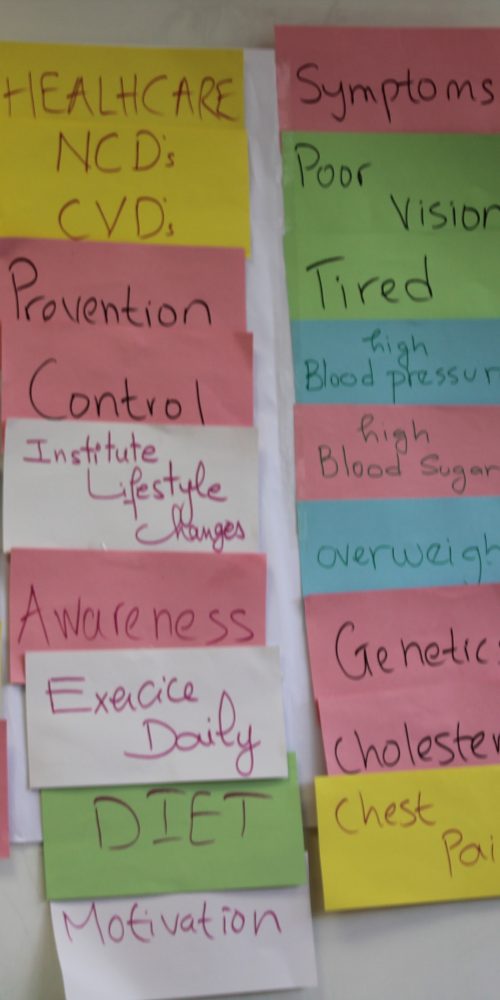 HEALHCARE
NCD's
CVD's
Provention
Control
Institute
Lifestyle
Changes
Awareness
Exercice
Daily
DIET
Motivation
Symptoms
Poor
Vision
Tired
high
Blood pressur
high
Blood Sugar
overweigh
Genetic
Cholester
Chest
Pai